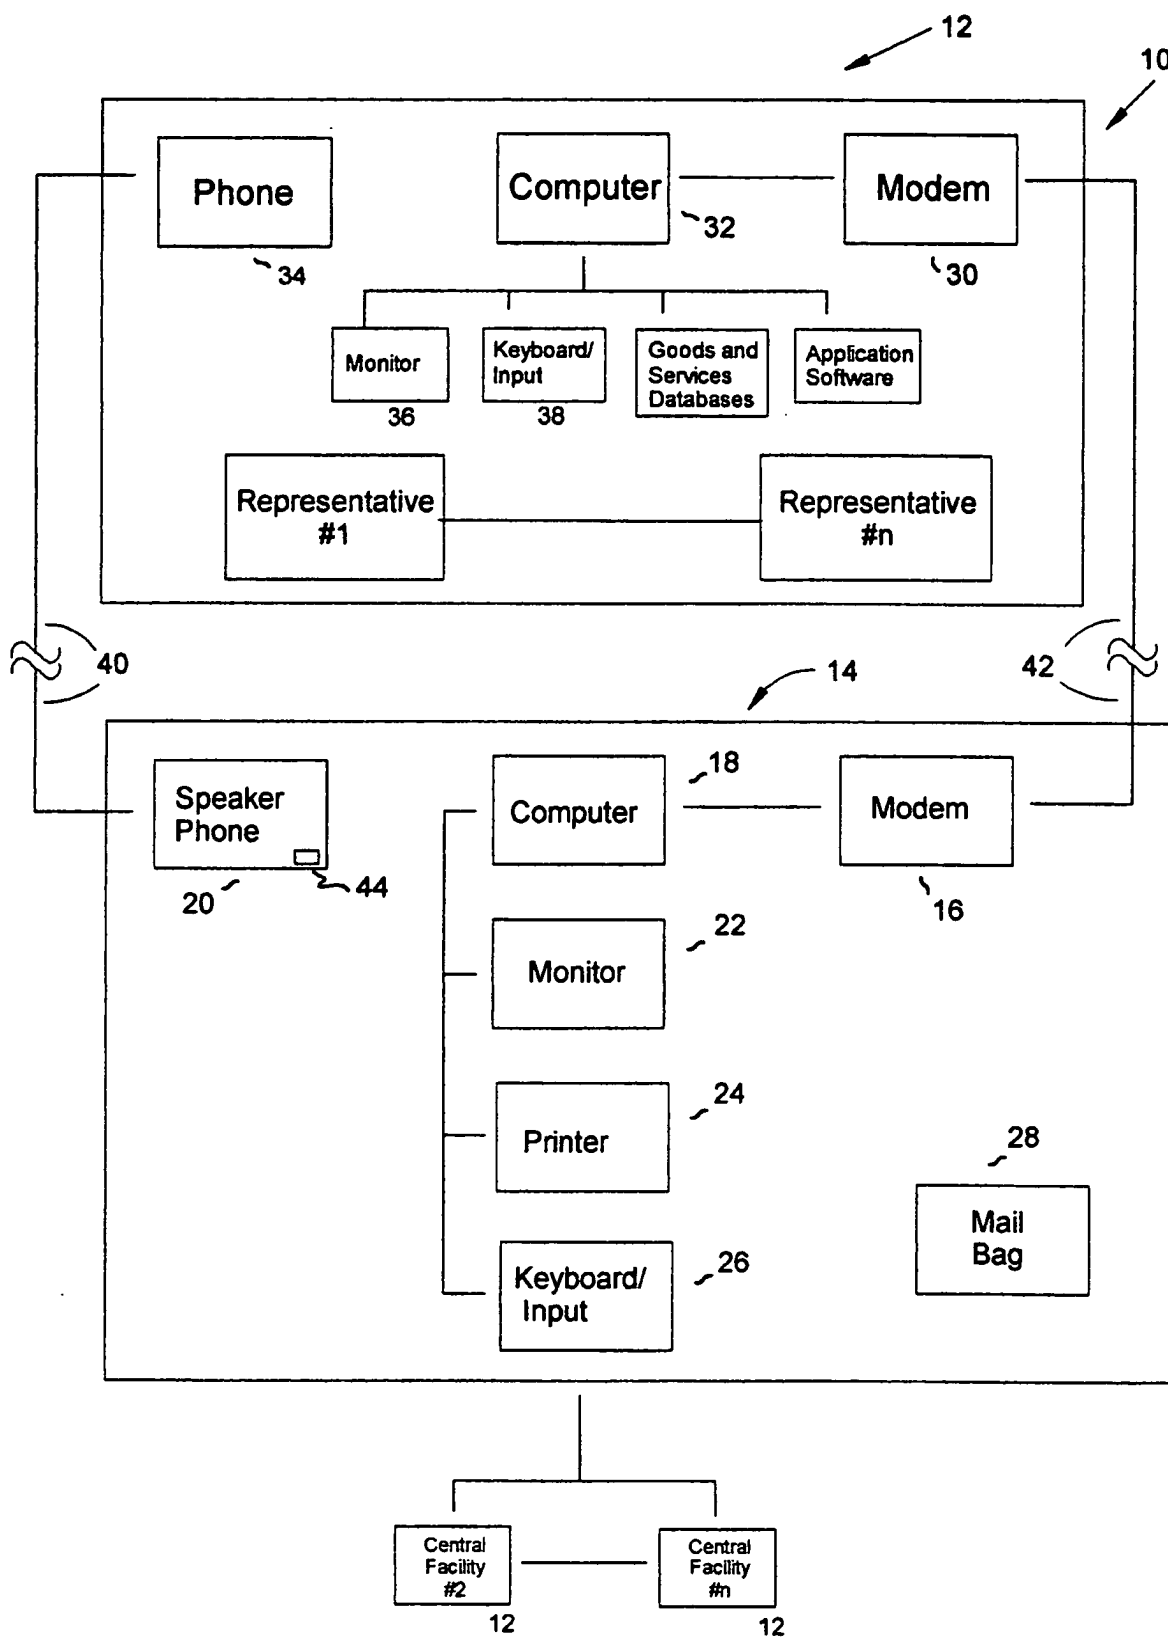 12
10
Phone
Computer
Modem
34
32
30
Monitor
Keyboard/
Input
Goods and
Services
Databases
Application
Software
36
38
Representative
#1
Representative
#n
40
42
14
Speaker
Phone
44
20
Computer
18
Modem
16
Monitor
22
Printer
24
Keyboard/
Input
26
28
Mail
Bag
Central
Facility
#2
12
Central
Facility
#n
12